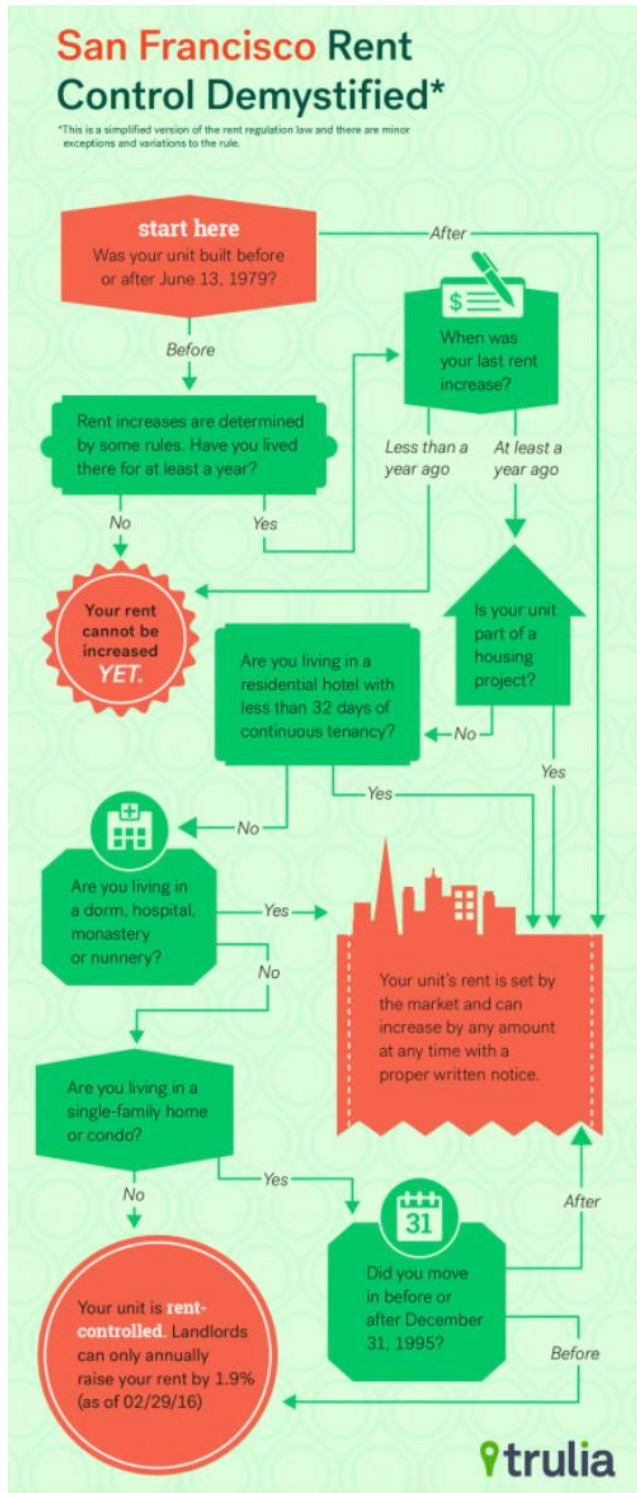 San Francisco Rent
Control Demystified*
*This is a simplified version of the rent regulation law and there are minor
exceptions and variations to the rule.
start here
Was your unit built before
or after June 13, 1979?
After
Before
$
When was
your last rent
increase?
Rent increases are determined
by some rules. Have you lived
there for at least a year?
Less than a
year ago
At least a
year ago
No
Yes
Your rent
cannot be
increased
YET.
Is your unit
part of a
housing
project?
Are you living in a
residential hotel with
less than 32 days of
continuous tenancy?
No
Yes
Yes
No
Are you living in
a dorm, hospital,
monastery
or nunnery?
Yes
No
Your unit's rent is set by
the market and can
increase by any amount
at any time with a
proper written notice.
Are you living in a
single-family home
or condo?
Yes
No
After
31
Did you move
in before or
after December
31, 1995?
Before
Your unit is rent-
controlled. Landlords
can only annually
raise your rent by 1.9%
(as of 02/29/16)
trulia